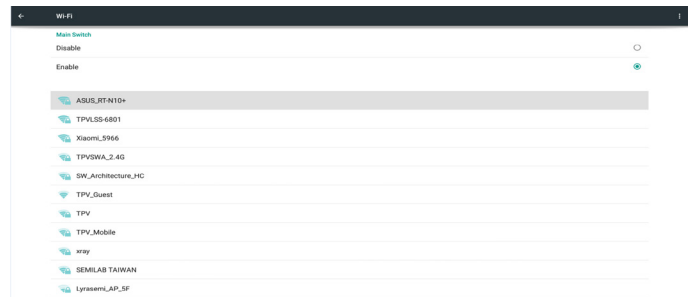 Wi-Fi
Main Switch
Disable
Enable
ASUS_RT-N10+
TPVLSS-6801
Xiaomi_5966
TPVSWA_2.4G
SW_Architecture_HC
TPV_Guest
TPV
TPV_Mobile
xray
SEMILAB TAIWAN
Lyrasemi_AP_5F